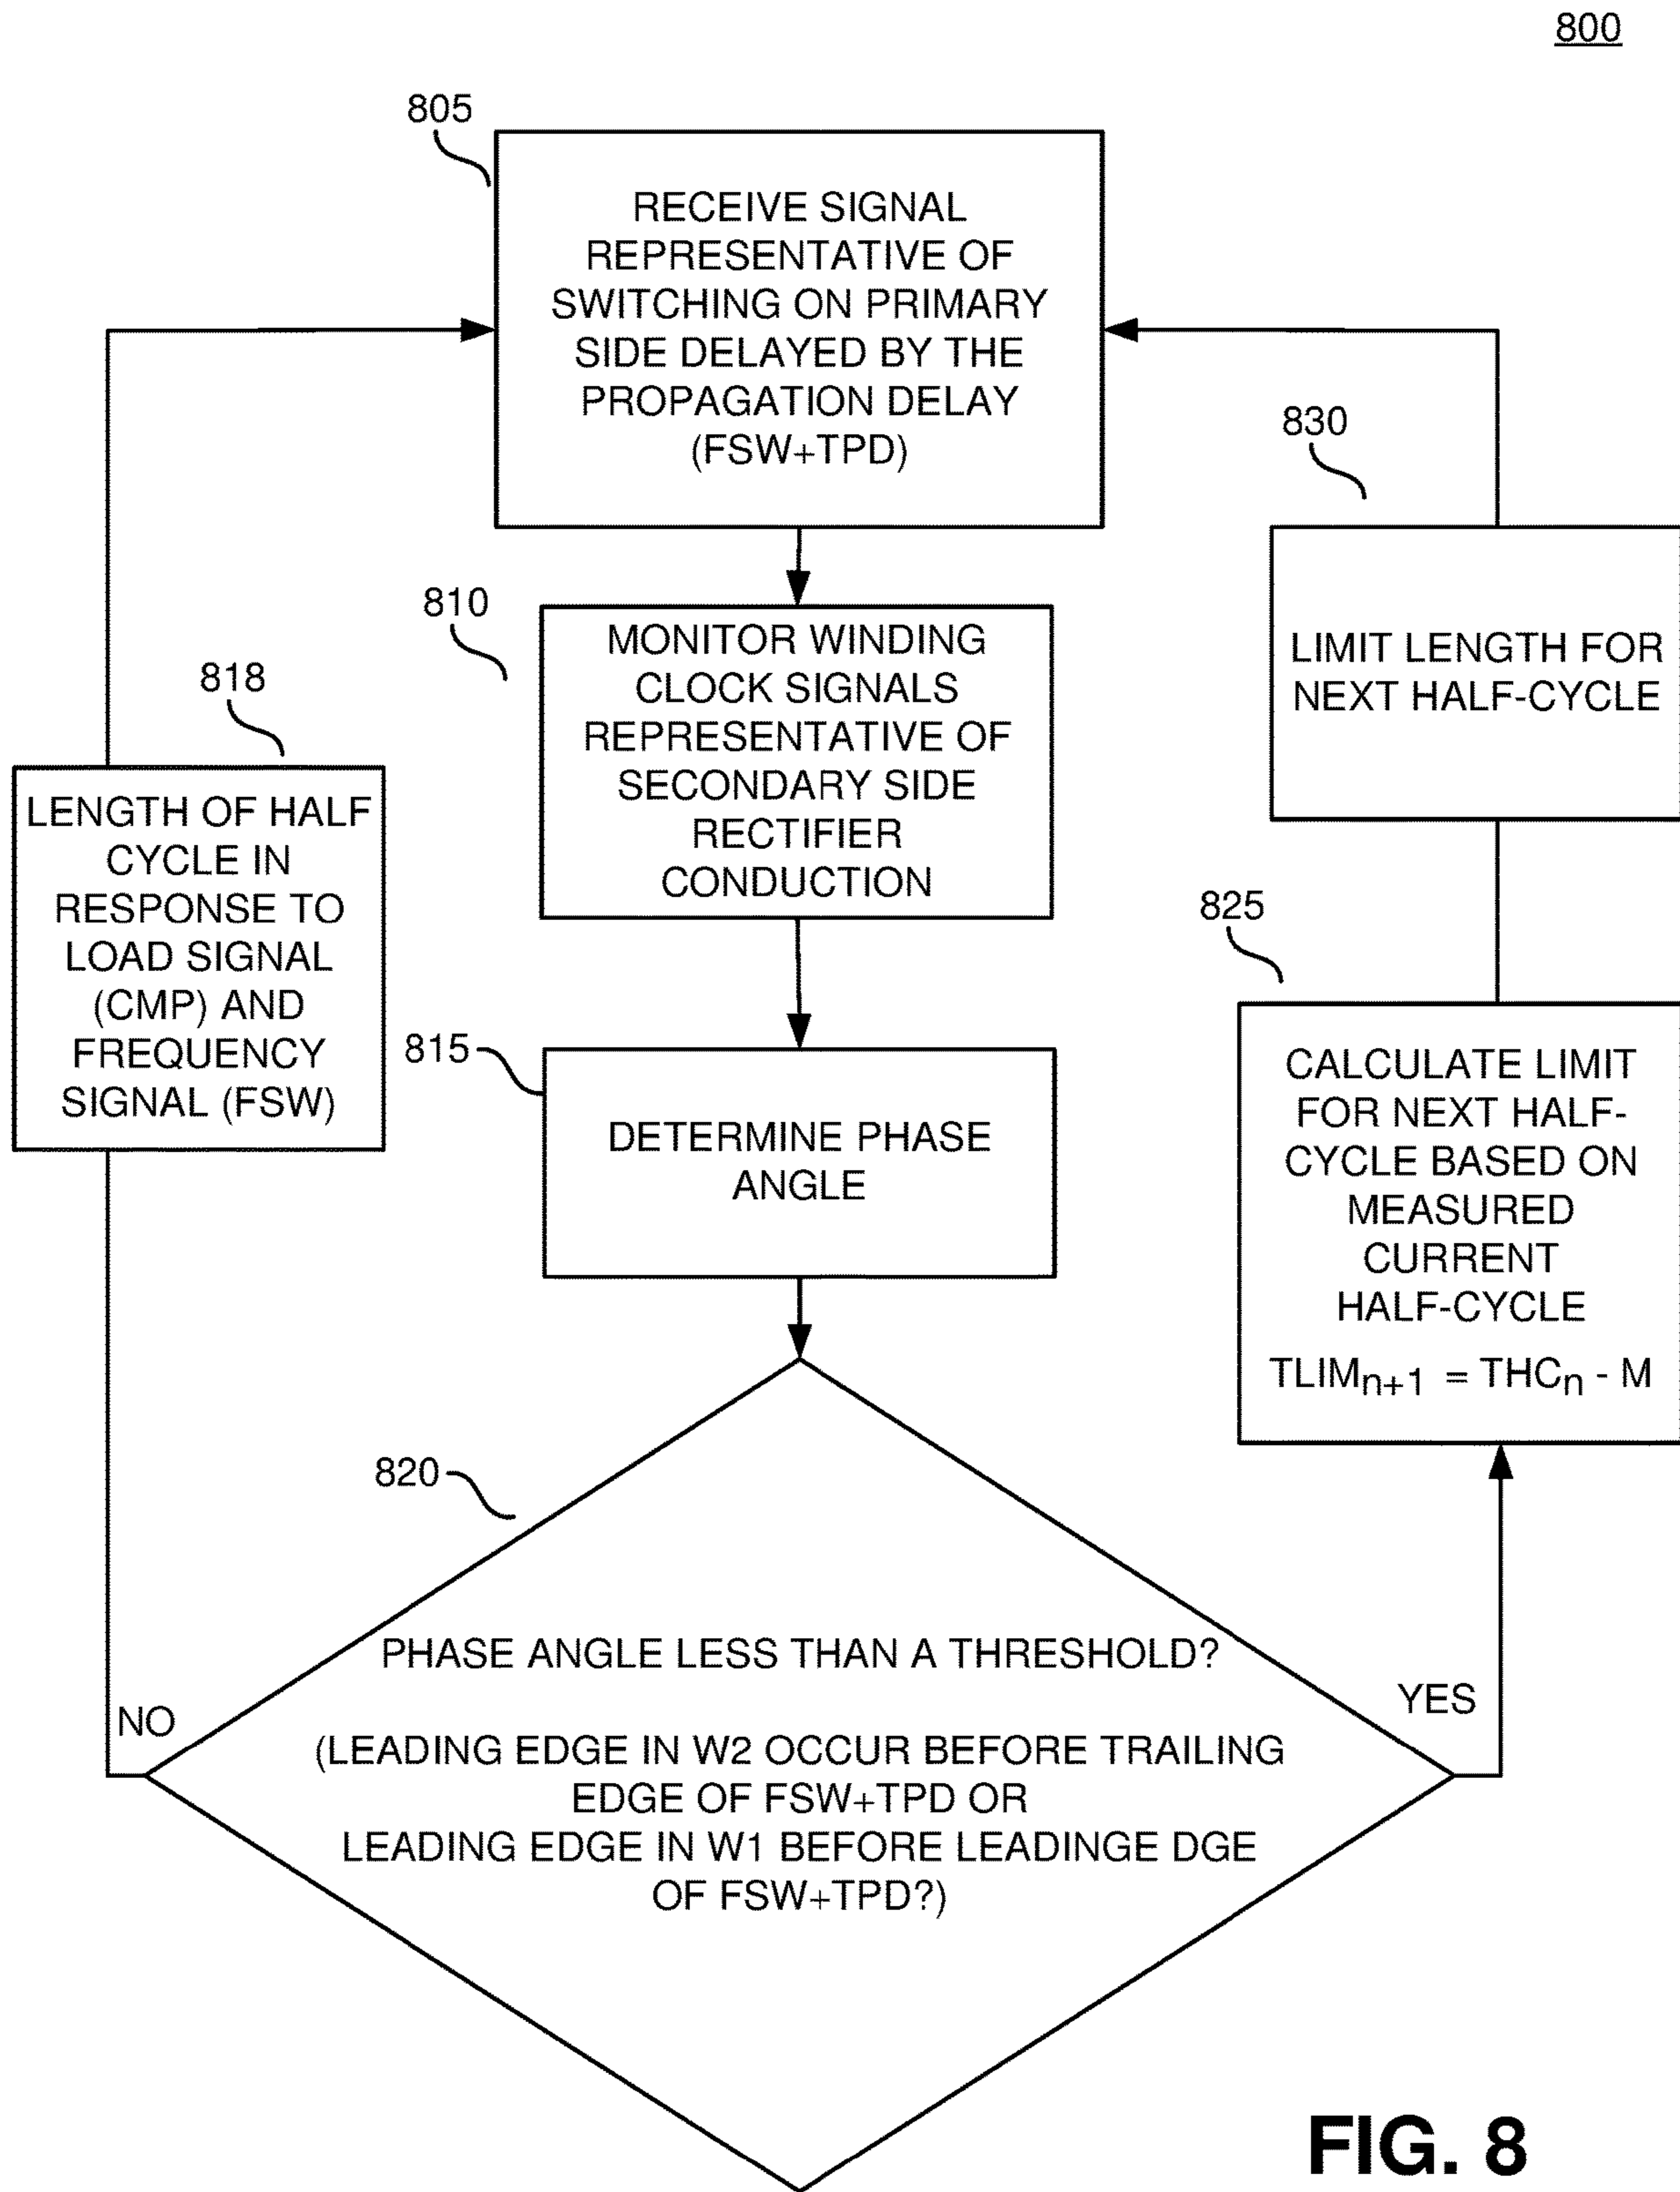 800
805
RECEIVE SIGNAL
REPRESENTATIVE OF
SWITCHING ON PRIMARY
SIDE DELAYED BY THE
PROPAGATION DELAY
(FSW+TPD)
810
MONITOR WINDING
CLOCK SIGNALS
REPRESENTATIVE OF
SECONDARY SIDE
RECTIFIER
CONDUCTION
815
DETERMINE PHASE
ANGLE
818
LENGTH OF HALF
CYCLE IN
RESPONSE TO
LOAD SIGNAL
(CMP) AND
FREQUENCY
SIGNAL (FSW)
820
PHASE ANGLE LESS THAN A THRESHOLD?
(LEADING EDGE IN W2 OCCUR BEFORE TRAILING
EDGE OF FSW+TPD OR
LEADING EDGE IN W1 BEFORE LEADINGE DGE
OF FSW+TPD?)
NO
YES
825
CALCULATE LIMIT
FOR NEXT HALF-
CYCLE BASED ON
MEASURED
CURRENT
HALF-CYCLE
TLIMn+1 = THCn - M
830
LIMIT LENGTH FOR
NEXT HALF-CYCLE
FIG. 8